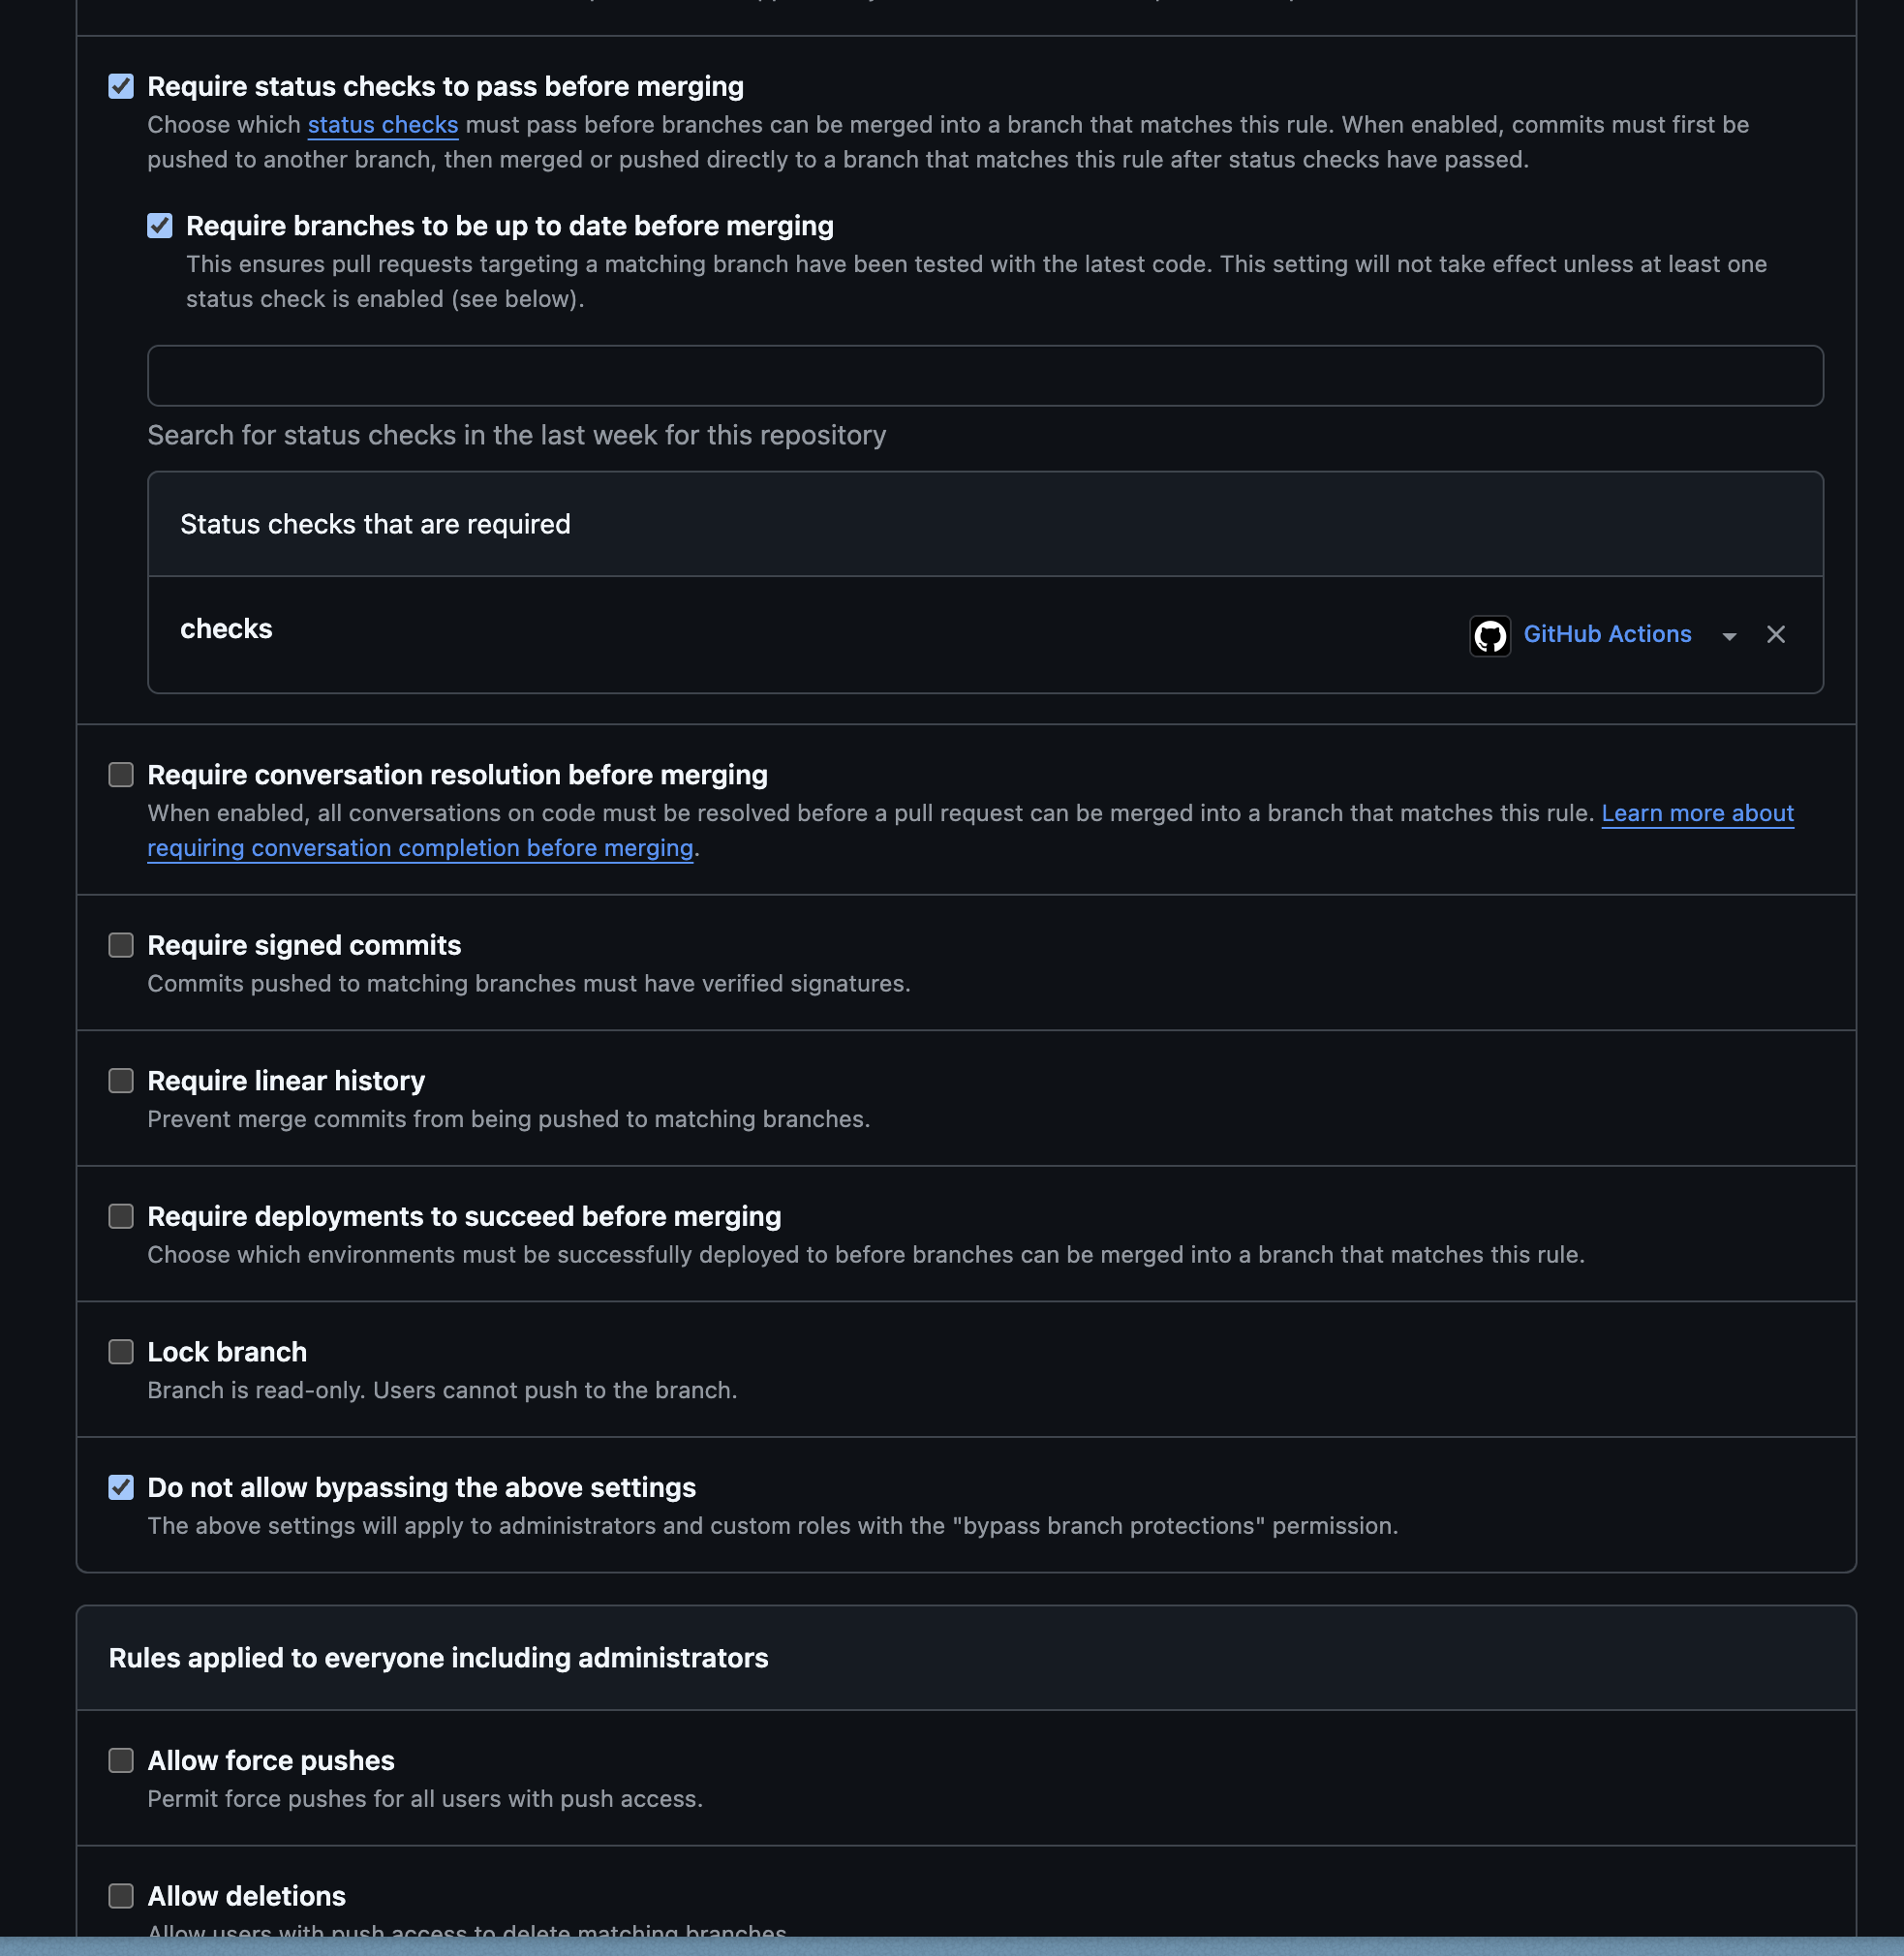 Require status checks to pass before merging
Choose which status checks must pass before branches can be merged into a branch that matches this rule. When enabled, commits must first be
pushed to another branch, then merged or pushed directly to a branch that matches this rule after status checks have passed.
Require branches to be up to date before merging
This ensures pull requests targeting a matching branch have been tested with the latest code. This setting will not take effect unless at least one
status check is enabled (see below).
Search for status checks in the last week for this repository
Status checks that are required
checks
GitHub Actions
Require conversation resolution before merging
When enabled, all conversations on code must be resolved before a pull request can be merged into a branch that matches this rule. Learn more about
requiring conversation completion before merging.
Require signed commits
Commits pushed to matching branches must have verified signatures.
Require linear history
Prevent merge commits from being pushed to matching branches.
Require deployments to succeed before merging
Choose which environments must be successfully deployed to before branches can be merged into a branch that matches this rule.
Lock branch
Branch is read-only. Users cannot push to the branch.
Do not allow bypassing the above settings
The above settings will apply to administrators and custom roles with the "bypass branch protections" permission.
Rules applied to everyone including administrators
Allow force pushes
Permit force pushes for all users with push access.
Allow deletions
Allow users with push access to delete matching branches.